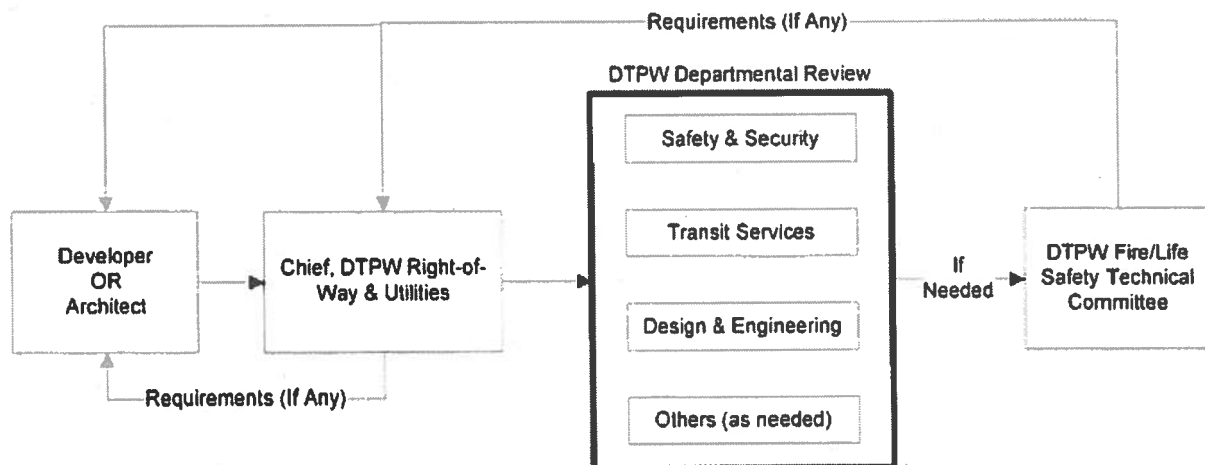 Requirements (If Any)
DTPW Departmental Review
Safety & Security
Transit Services
Design & Engineering
Others (as needed)
Developer
OR
Architect
Chief, DTPW Right-of-
Way & Utilities
If
Needed
DTPW Fire/Life
Safety Technical
Committee
Requirements (If Any)